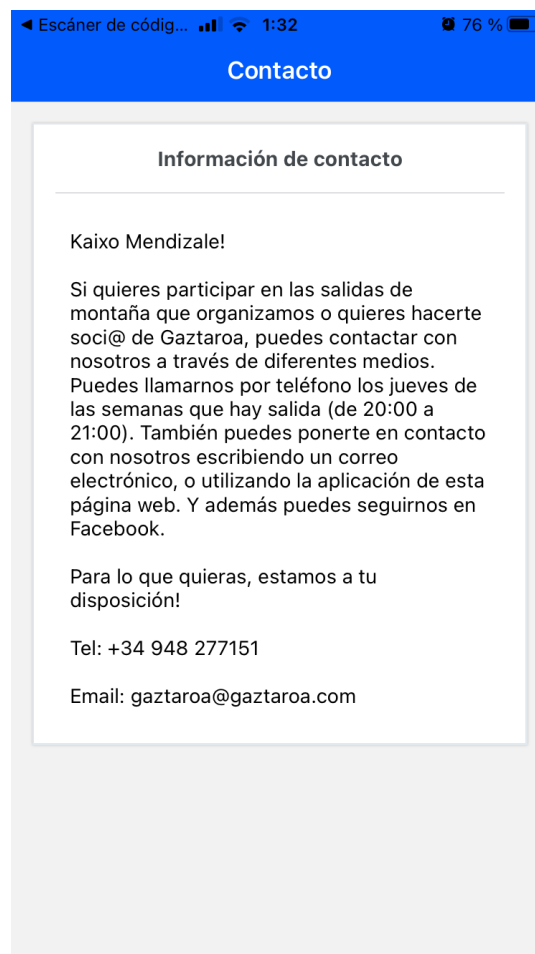 ◀ Escáner de códig... 1:32 76 %
Contacto
Información de contacto
Kaixo Mendizale!
Si quieres participar en las salidas de
montaña que organizamos o quieres hacerte
soci@ de Gaztaroa, puedes contactar con
nosotros a través de diferentes medios.
Puedes llamarnos por teléfono los jueves de
las semanas que hay salida (de 20:00 a
21:00). También puedes ponerte en contacto
con nosotros escribiendo un correo
electrónico, o utilizando la aplicación de esta
página web. Y además puedes seguirnos en
Facebook.
Para lo que quieras, estamos a tu
disposición!
Tel: +34 948 277151
Email: gaztaroa@gaztaroa.com